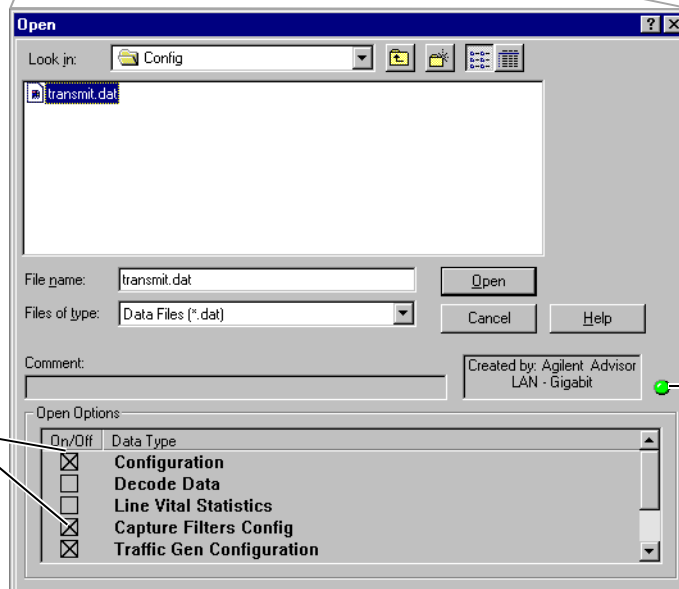 Open
Look in: Config
transmit.dat
File name: transmit.dat Open
Files of type: Data Files (*.dat) Cancel Help
Comment:
Created by: Agilent Advisor
LAN - Gigabit
Open Options
On/Off Data Type
Configuration
Decode Data
Line Vital Statistics
Capture Filters Config
Traffic Gen Configuration